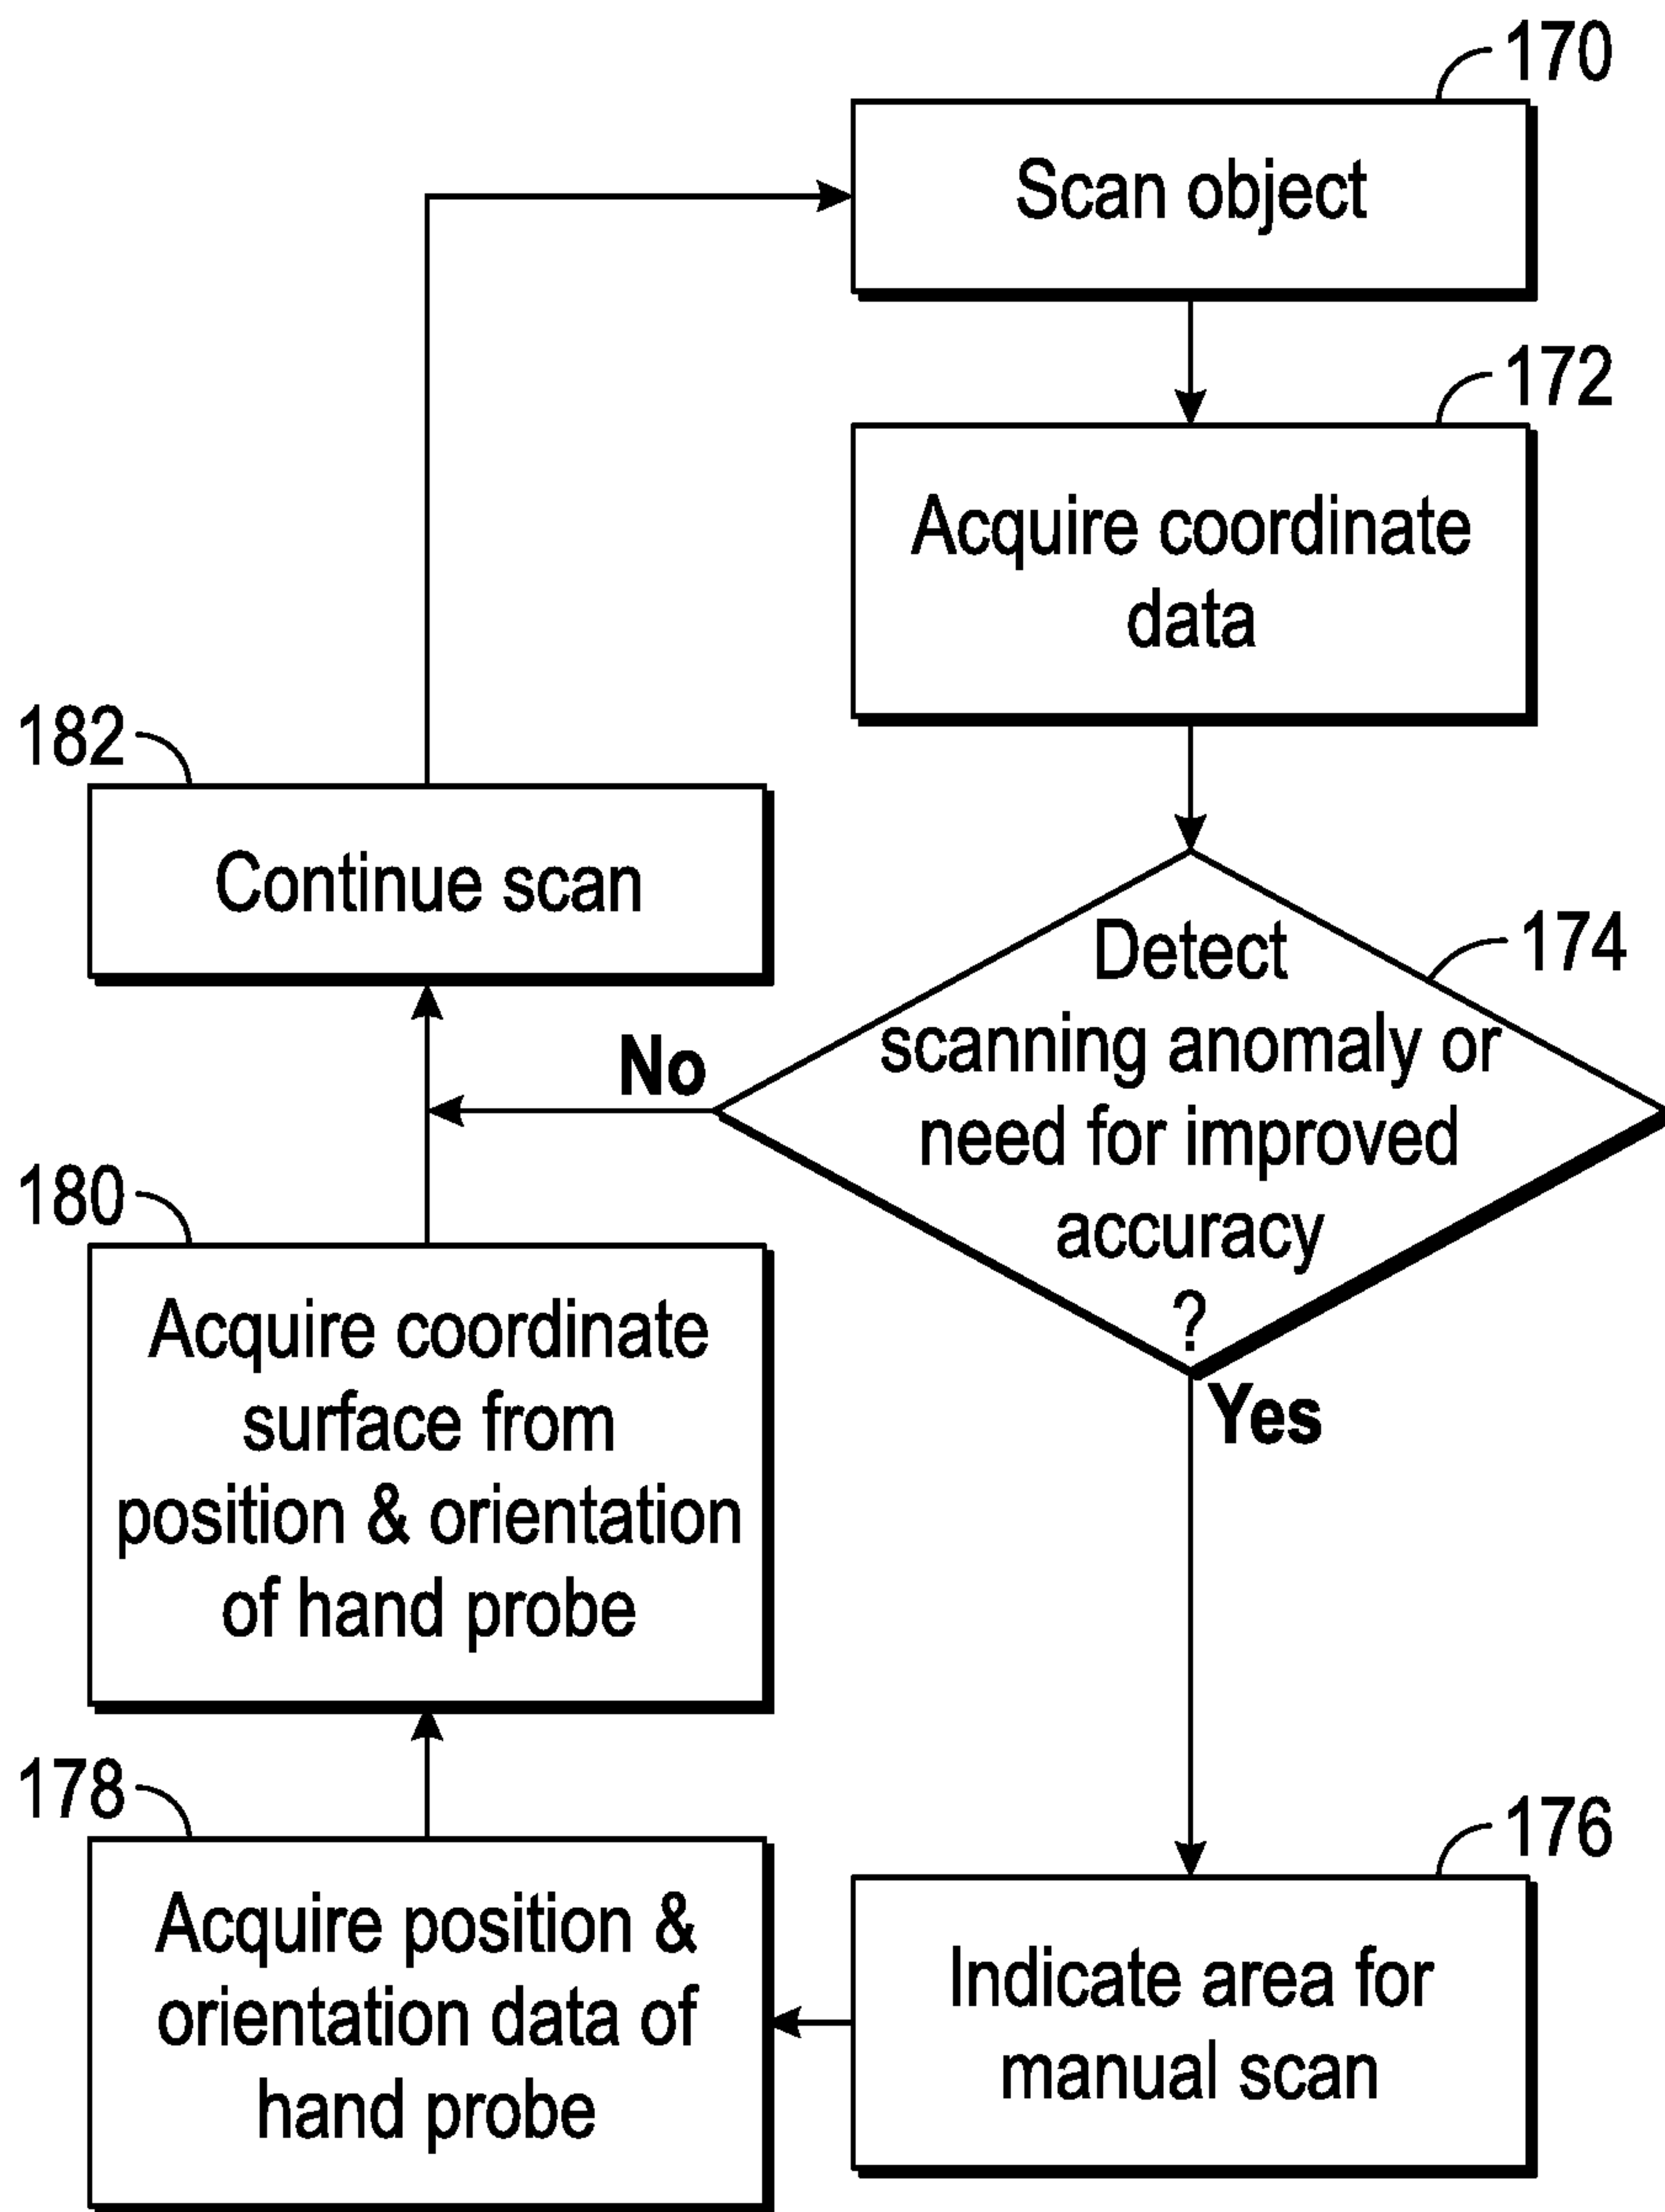 170
Scan object
172
Acquire coordinate
data
182
Continue scan
174
Detect
scanning anomaly or
need for improved
accuracy
?
No
Yes
180
Acquire coordinate
surface from
position & orientation
of hand probe
178
Acquire position &
orientation data of
hand probe
176
Indicate area for
manual scan